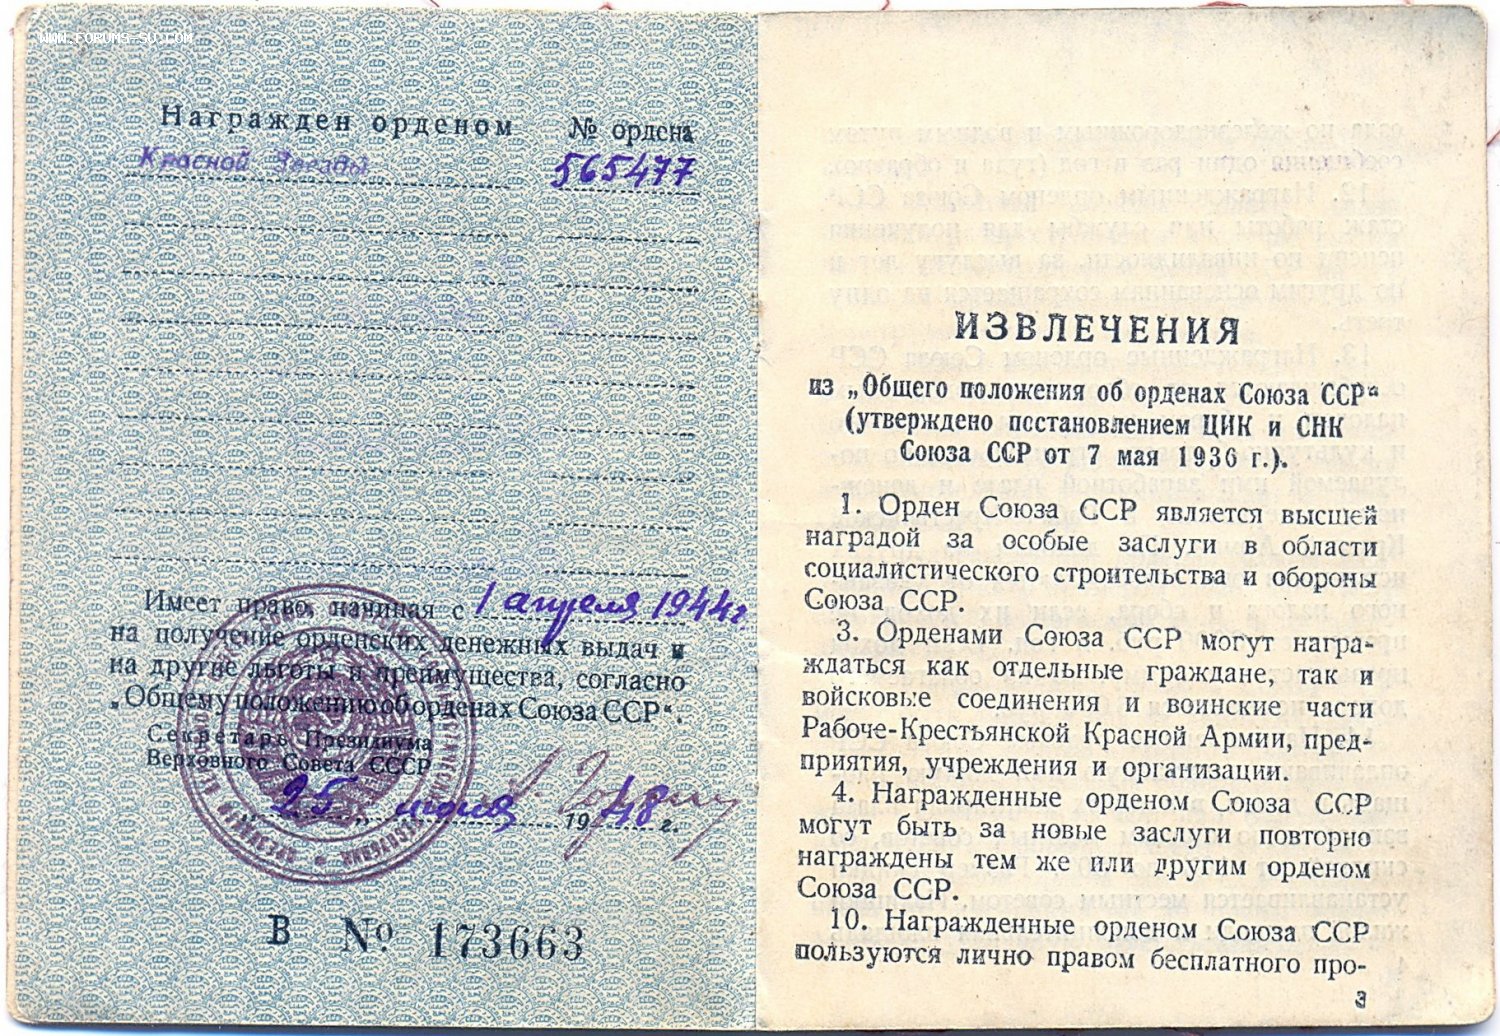 WWW.FORUMS-SU.COM
Награжден орденом № ордена
Красной Звезды 565477
Имеет право, начиная с 1 апреля 1944 г.
на получение орденских денежных выдач и
на другие льготы и преимущества, согласно
„Общему положению об орденах Союза ССР“.
Секретарь Президиума
Верховного Совета СССР
„25„ июня 1948 г.
В № 173663
ИЗВЛЕЧЕНИЯ
из „Общего положения об орденах Союза ССР“
(утверждено постановлением ЦИК и СНК
Союза ССР от 7 мая 1936 г.).
1. Орден Союза ССР является высшей
наградой за особые заслуги в области
социалистического строительства и обороны
Союза ССР.
3. Орденами Союза ССР могут награ-
ждаться как отдельные граждане, так и
войсковые соединения и воинские части
Рабоче-Крестьянской Красной Армии, пред-
приятия, учреждения и организации.
4. Награжденные орденом Союза ССР
могут быть за новые заслуги повторно
награждены тем же или другим орденом
Союза ССР.
10. Награжденные орденом Союза ССР
пользуются лично правом бесплатного про-
3